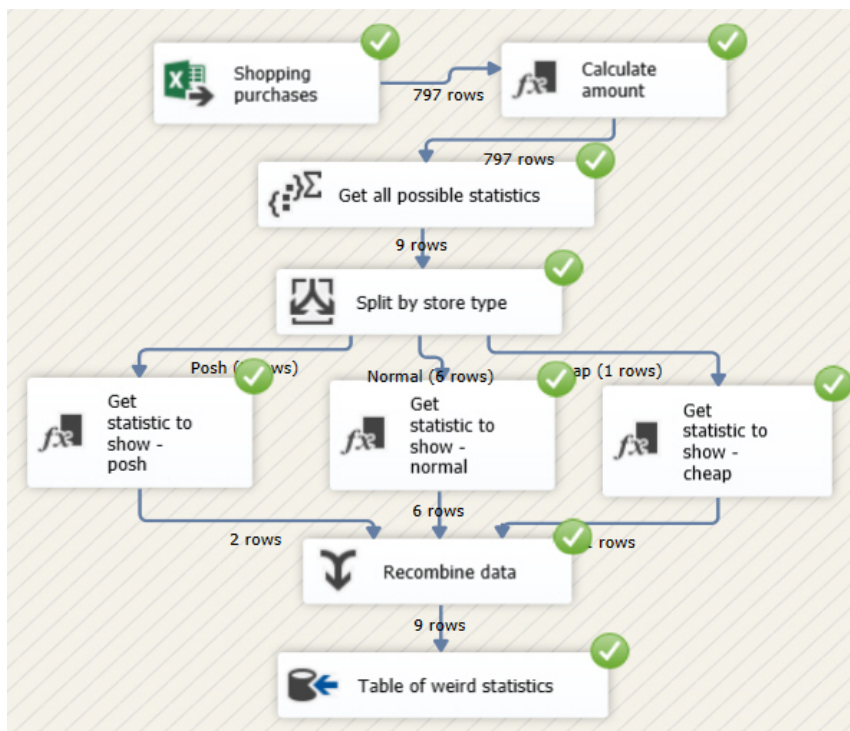 Shopping
purchases
797 rows
Calculate
amount
797 rows
Get all possible statistics
9 rows
Split by store type
Posh (
ws)
Normal (6 rows)
(1 rows)
Get
statistic to
show -
posh
Get
statistic to
show -
normal
Get
statistic to
show -
cheap
2 rows
6 rows
rows
Recombine data
9 rows
Table of weird statistics